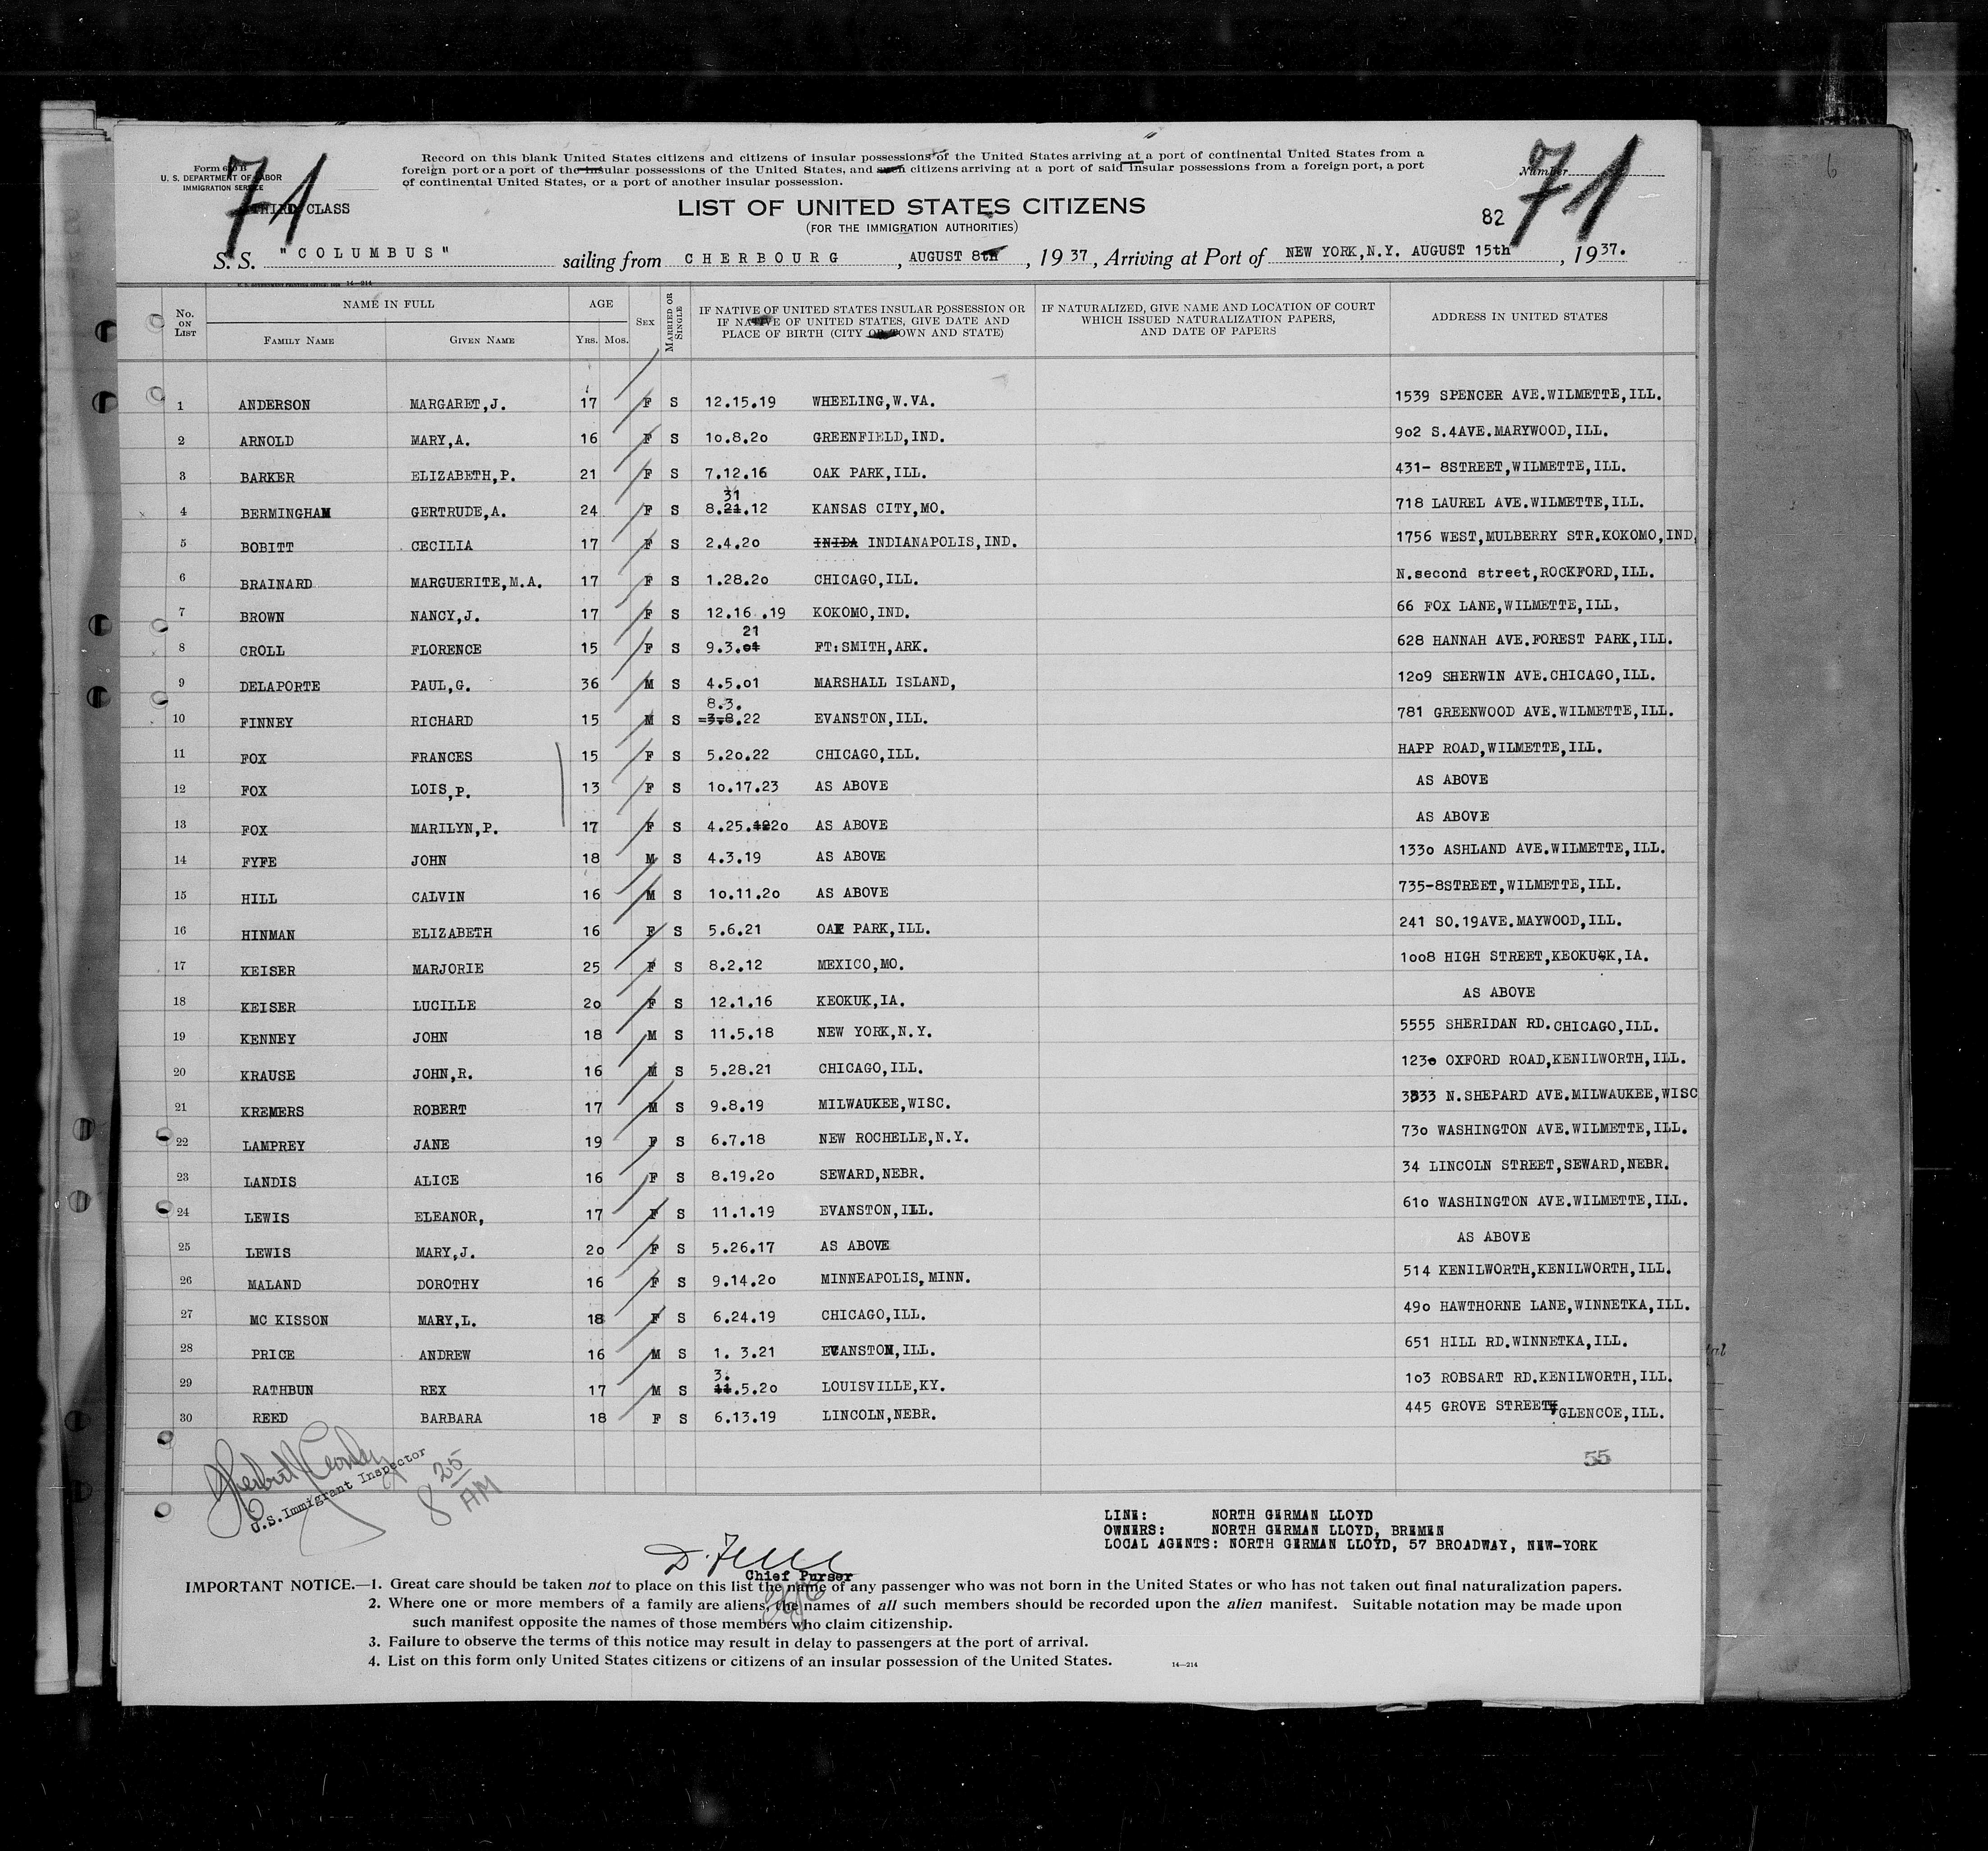 Record on this blank United States citizens and citizens of insular possessions of the United States arriving at a port of continental United States from a
foreign port or a port of the insular possessions of the United States, and such citizens arriving at a port of said insular possessions from a foreign port, a port
of continental United States, or a port of another insular possession.
Form 630 B
U. S. DEPARTMENT OF LABOR
IMMIGRATION SERVICE
71
THIRD CLASS
Number
71
82
LIST OF UNITED STATES CITIZENS
(FOR THE IMMIGRATION AUTHORITIES)
S. S. "COLUMBUS" sailing from CHERBOURG, AUGUST 8th, 1937, Arriving at Port of NEW YORK,N.Y. AUGUST 15th, 1937.
U. S. GOVERNMENT PRINTING OFFICE: 14—214
No. ON LIST NAME IN FULL FAMILY NAME GIVEN NAME AGE YRS. MOS. SEX MARRIED OR SINGLE IF NATIVE OF UNITED STATES INSULAR POSSESSION OR IF NATIVE OF UNITED STATES, GIVE DATE AND PLACE OF BIRTH (CITY OR TOWN AND STATE) IF NATURALIZED, GIVE NAME AND LOCATION OF COURT WHICH ISSUED NATURALIZATION PAPERS, AND DATE OF PAPERS ADDRESS IN UNITED STATES
1 ANDERSON MARGARET,J. 17 F S 12.15.19 WHEELING,W.VA. 1539 SPENCER AVE.WILMETTE,ILL.
2 ARNOLD MARY,A. 16 F S 10.8.20 GREENFIELD,IND. 902 S.4AVE.MARYWOOD,ILL.
3 BARKER ELIZABETH,P. 21 F S 7.12.16 OAK PARK,ILL. 431- 8STREET,WILMETTE,ILL.
31
4 BERMINGHAM GERTRUDE,A. 24 F S 8.21.12 KANSAS CITY,MO. 718 LAUREL AVE.WILMETTE,ILL.
5 BOBITT CECILIA 17 F S 2.4.20 INIDA INDIANAPOLIS,IND. 1756 WEST,MULBERRY STR.KOKOMO,IND,
6 BRAINARD MARGUERITE,M.A. 17 F S 1.28.20 CHICAGO,ILL. N.second street,ROCKFORD,ILL.
7 BROWN NANCY,J. 17 F S 12.16 .19 KOKOMO,IND. 66 FOX LANE,WILMETTE,ILL.
21
8 CROLL FLORENCE 15 F S 9.3.01 FT:SMITH,ARK. 628 HANNAH AVE.FOREST PARK,ILL.
9 DELAPORTE PAUL,G. 36 M S 4.5.01 MARSHALL ISLAND, 1209 SHERWIN AVE.CHICAGO,ILL.
8.3.
10 FINNEY RICHARD 15 M S 3.8.22 EVANSTON,ILL. 781 GREENWOOD AVE.WILMETTE,ILL.
11 FOX FRANCES 15 F S 5.20.22 CHICAGO,ILL. HAPP ROAD,WILMETTE,ILL.
12 FOX LOIS,P. 13 F S 10.17.23 AS ABOVE AS ABOVE
13 FOX MARILYN,P. 17 F S 4.25.1920 AS ABOVE AS ABOVE
14 FYFE JOHN 18 M S 4.3.19 AS ABOVE 1330 ASHLAND AVE.WILMETTE,ILL.
15 HILL CALVIN 16 M S 10.11.20 AS ABOVE 735-8STREET,WILMETTE,ILL.
16 HINMAN ELIZABETH 16 F S 5.6.21 OAK PARK,ILL. 241 SO.19AVE.MAYWOOD,ILL.
17 KEISER MARJORIE 25 F S 8.2.12 MEXICO,MO. 1008 HIGH STREET,KEOKUK,IA.
18 KEISER LUCILLE 20 F S 12.1.16 KEOKUK,IA. AS ABOVE
19 KENNEY JOHN 18 M S 11.5.18 NEW YORK,N.Y. 5555 SHERIDAN RD.CHICAGO,ILL.
20 KRAUSE JOHN,R. 16 M S 5.28.21 CHICAGO,ILL. 1230 OXFORD ROAD,KENILWORTH,ILL.
21 KREMERS ROBERT 17 M S 9.8.19 MILWAUKEE,WISC. 3333 N.SHEPARD AVE.MILWAUKEE,WISC
22 LAMPREY JANE 19 F S 6.7.18 NEW ROCHELLE,N.Y. 730 WASHINGTON AVE.WILMETTE,ILL.
23 LANDIS ALICE 16 F S 8.19.20 SEWARD,NEBR. 34 LINCOLN STREET,SEWARD,NEBR.
24 LEWIS ELEANOR, 17 F S 11.1.19 EVANSTON,ILL. 610 WASHINGTON AVE.WILMETTE,ILL.
25 LEWIS MARY,J. 20 F S 5.26.17 AS ABOVE AS ABOVE
26 MALAND DOROTHY 16 F S 9.14.20 MINNEAPOLIS,MINN. 514 KENILWORTH,KENILWORTH,ILL.
27 MC KISSON MARY,L. 18 F S 6.24.19 CHICAGO,ILL. 490 HAWTHORNE LANE,WINNETKA,ILL.
28 PRICE ANDREW 16 M S 1. 3.21 EVANSTON,ILL. 651 HILL RD.WINNETKA,ILL.
3.
29 RATHBUN REX 17 M S 11.5.20 LOUISVILLE,KY. 103 ROBSART RD.KENILWORTH,ILL.
30 REED BARBARA 18 F S 6.13.19 LINCOLN,NEBR. 445 GROVE STREET,GLENCOE,ILL.
55
U.S. Immigrant Inspector
8 25 AM
LINE: NORTH GERMAN LLOYD
OWNERS: NORTH GERMAN LLOYD, BREMEN
LOCAL AGENTS: NORTH GERMAN LLOYD, 57 BROADWAY, NEW-YORK
Chief Purser
IMPORTANT NOTICE.—1. Great care should be taken not to place on this list the name of any passenger who was not born in the United States or who has not taken out final naturalization papers.
2. Where one or more members of a family are aliens, the names of all such members should be recorded upon the alien manifest. Suitable notation may be made upon
such manifest opposite the names of those members who claim citizenship.
3. Failure to observe the terms of this notice may result in delay to passengers at the port of arrival.
4. List on this form only United States citizens or citizens of an insular possession of the United States.
14—214